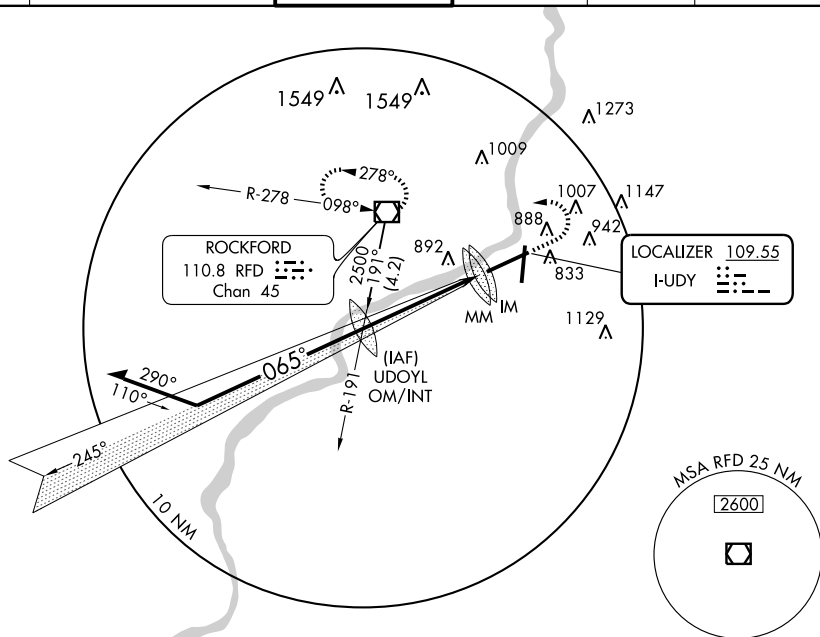 1549
1549
1273
1009
278°
R-278
098°
1007
1147
888
942
892
833
ROCKFORD
110.8 RFD
Chan 45
2500
191°
(4.2)
LOCALIZER 109.55
I-UDY
MM
IM
1129
065°
(IAF)
UDOYL
OM/INT
290°
110°
R-191
245°
10 NM
MSA RFD 25 NM
2600